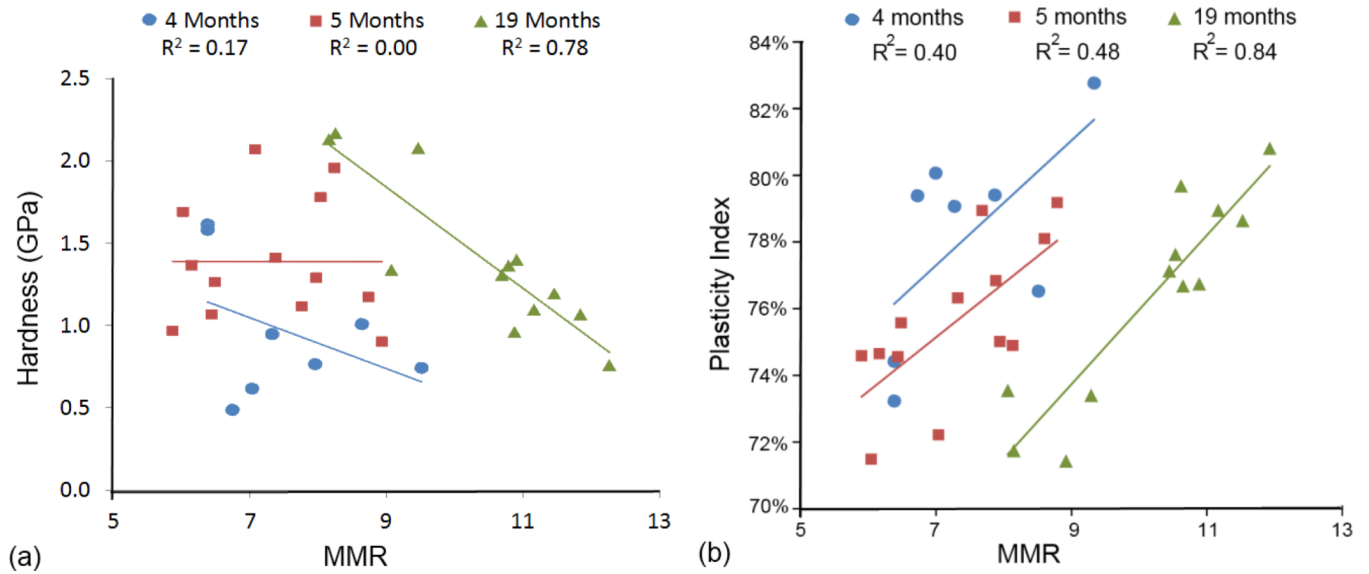 4 Months 5 Months 19 Months
R² = 0.17 R² = 0.00 R² = 0.78
Hardness (GPa)
2.5
2.0
1.5
1.0
0.5
0.0
5 7 9 11 13
(a) MMR
4 months 5 months 19 months
R² = 0.40 R² = 0.48 R² = 0.84
Plasticity Index
84%
82%
80%
78%
76%
74%
72%
70%
5 7 9 11 13
(b) MMR